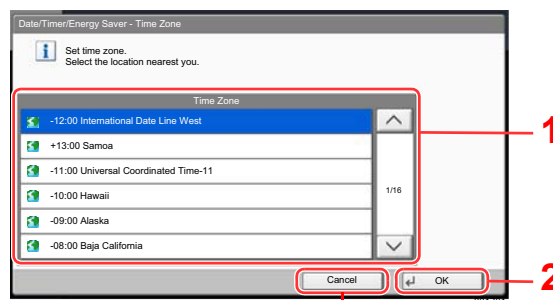 Date/Timer/Energy Saver - Time Zone
Set time zone.
Select the location nearest you.
Time Zone
-12:00 International Date Line West
+13:00 Samoa
-11:00 Universal Coordinated Time-11
-10:00 Hawaii
-09:00 Alaska
-08:00 Baja California
1/16
1
Cancel
OK
2